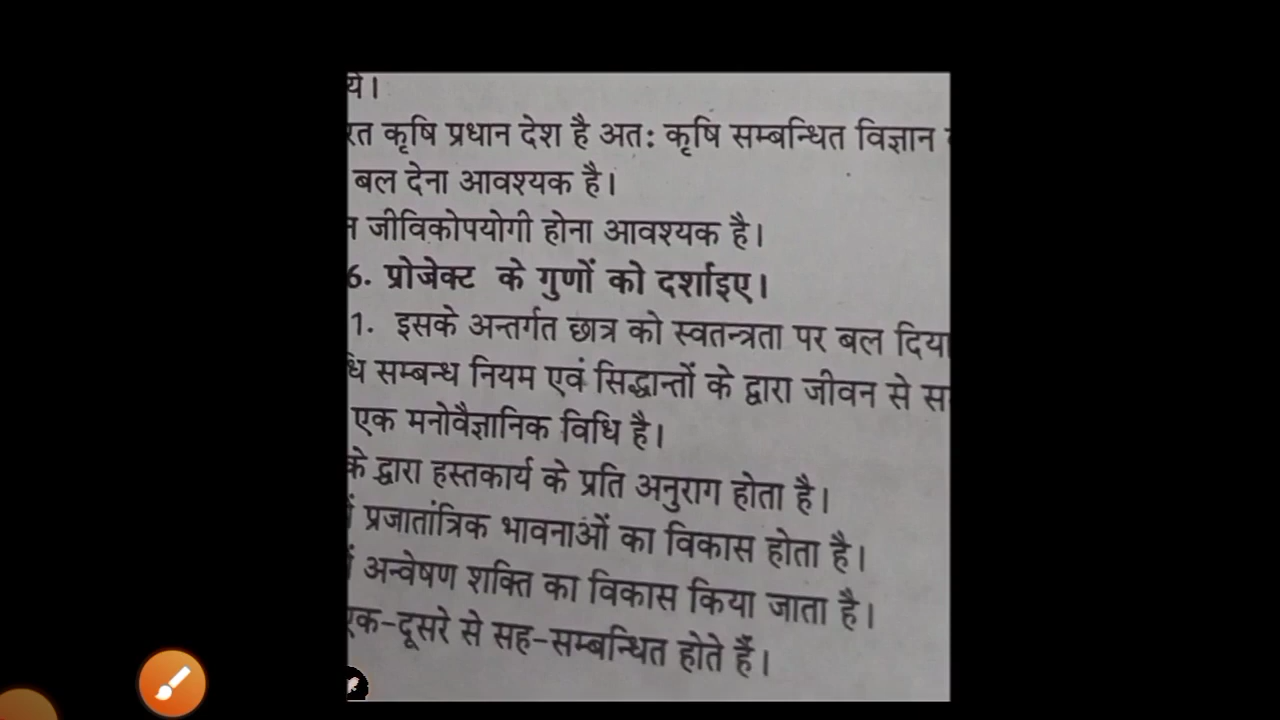 ये।
कृषि प्रधान देश है अत: कृषि सम्बन्धित विज्ञान
बल देना आवश्यक है।
जीविकोपयोगी होना आवश्यक है।
6. प्रोजेक्ट के गुणों को दर्शाइए।
1. इसके अन्तर्गत छात्र को स्वतन्त्रता पर बल दिया
सम्बन्ध नियम एवं सिद्धान्तों के द्वारा जीवन से
एक मनोवैज्ञानिक विधि है।
के द्वारा हस्तकार्य के प्रति अनुराग होता है।
प्रजातांत्रिक भावनाओं का विकास होता है।
अन्वेषण शक्ति का विकास किया जाता है।
एक-दूसरे से सह-सम्बन्धित होते हैं।